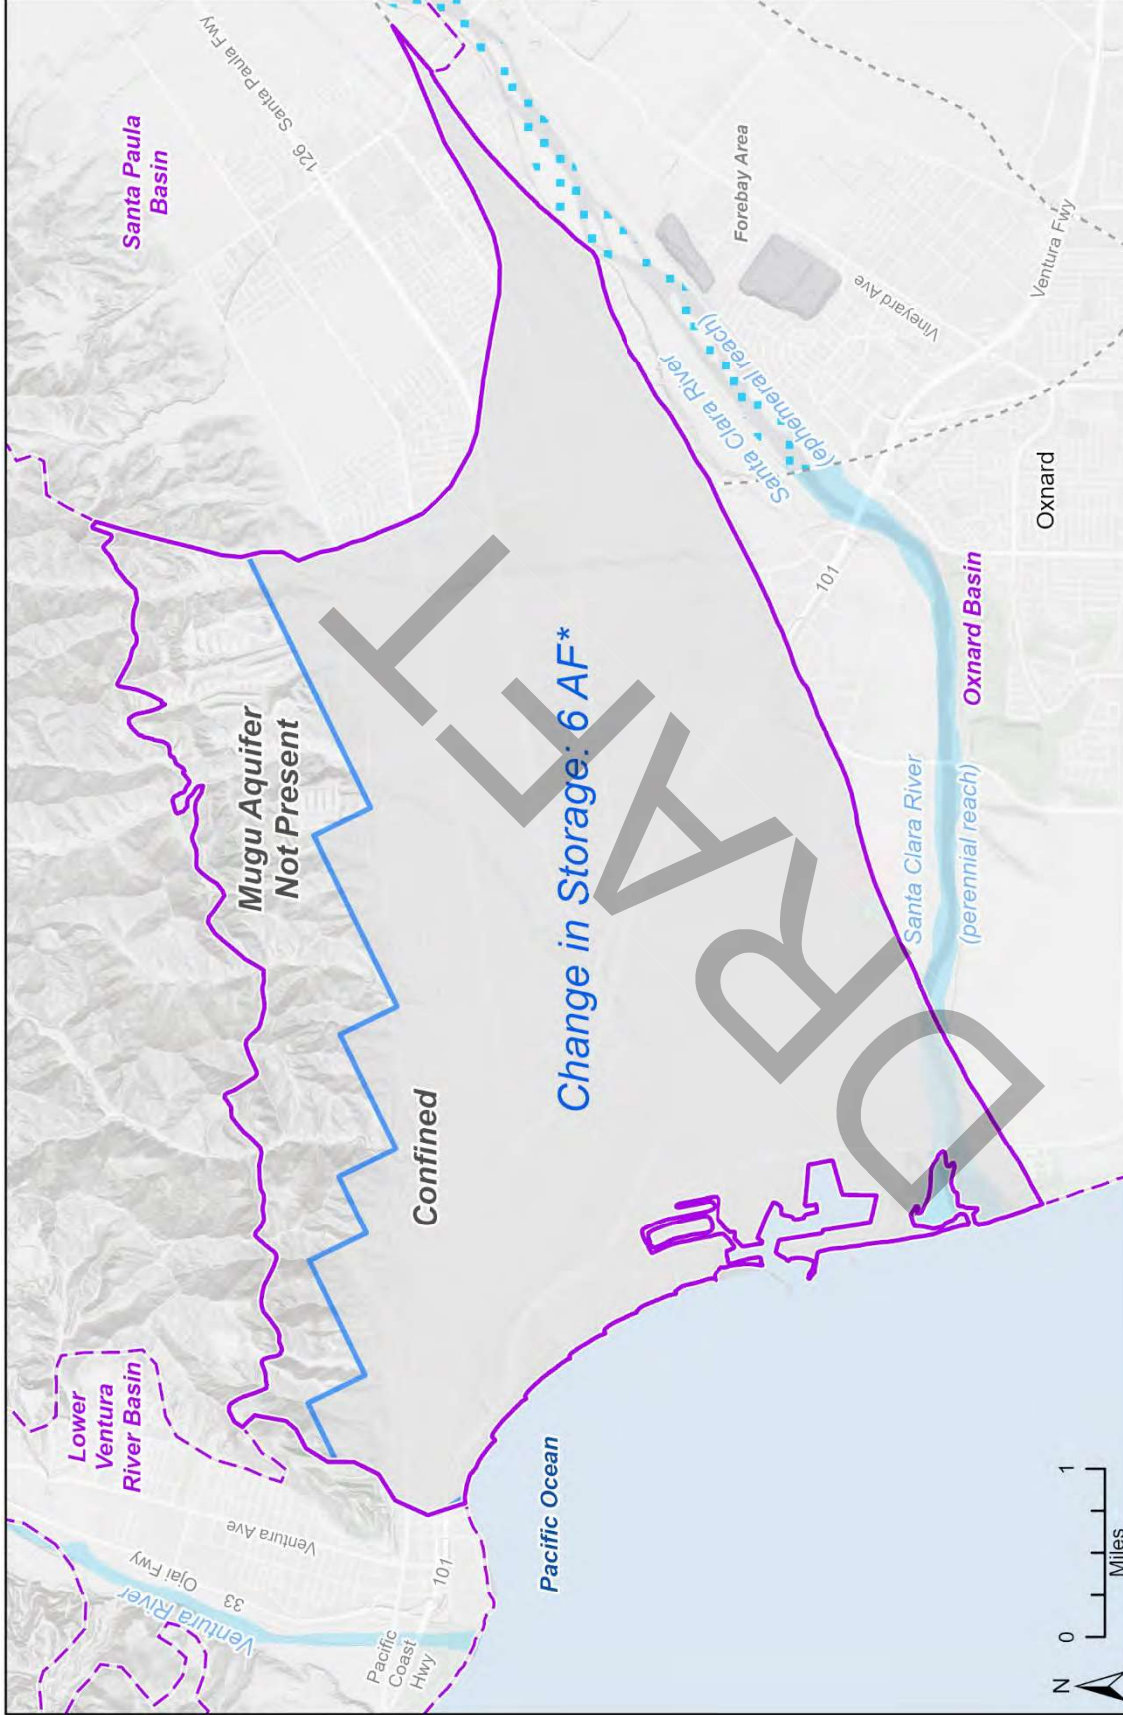 Lower
Ventura
River Basin
Santa Paula
Basin
126
Santa Paula Fwy
Mugu Aquifer
Not Present
Ventura Ave
Ojai Fwy
33
Ventura River
Pacific
Coast
Hwy
101
Confined
Change in Storage: 6 AF*
DRAFT
Pacific Ocean
Forebay Area
Vineyard Ave
Ventura Fwy
Santa Clara River
(ephemeral reach)
101
Oxnard
Oxnard Basin
Santa Clara River
(perennial reach)
N
0
1
Miles